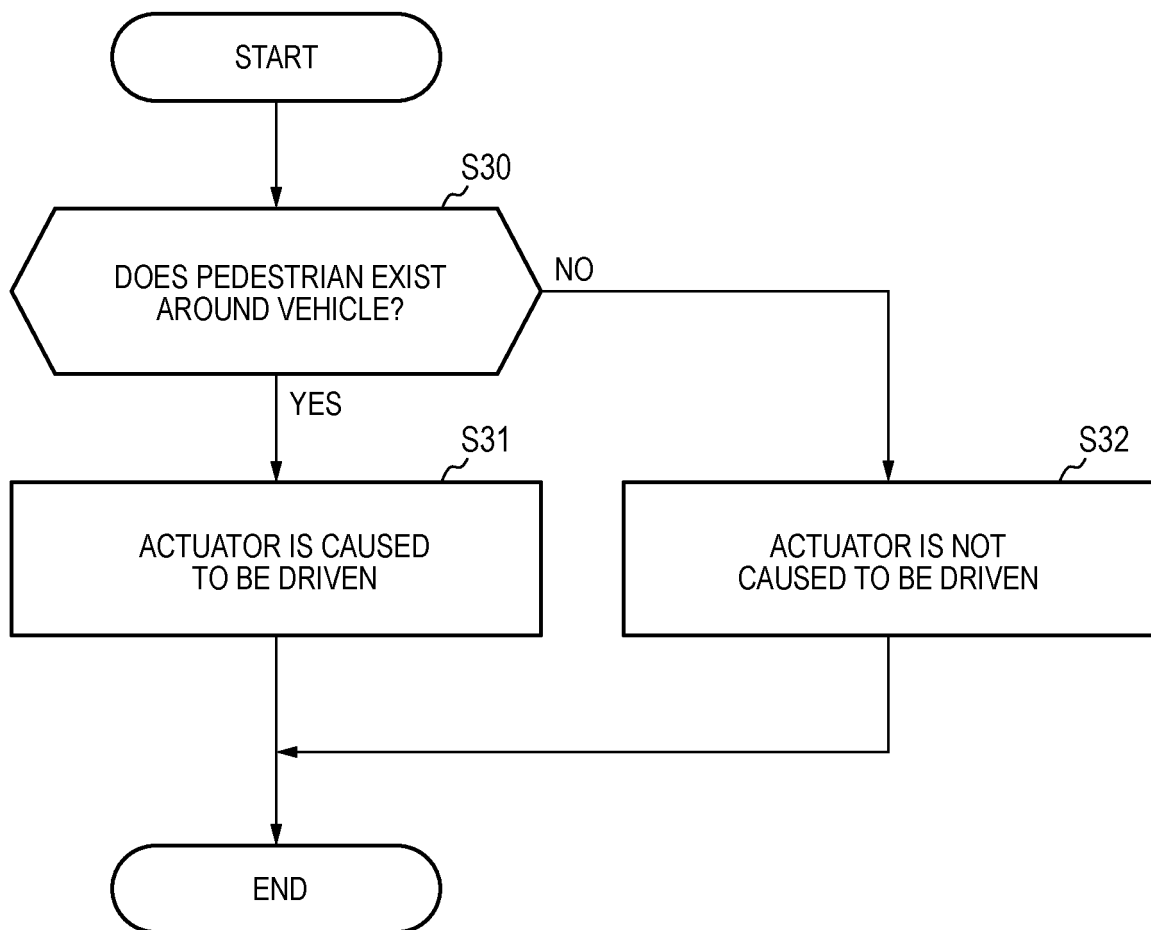 START
S30
DOES PEDESTRIAN EXIST
AROUND VEHICLE?
NO
YES
S31
ACTUATOR IS CAUSED
TO BE DRIVEN
S32
ACTUATOR IS NOT
CAUSED TO BE DRIVEN
END